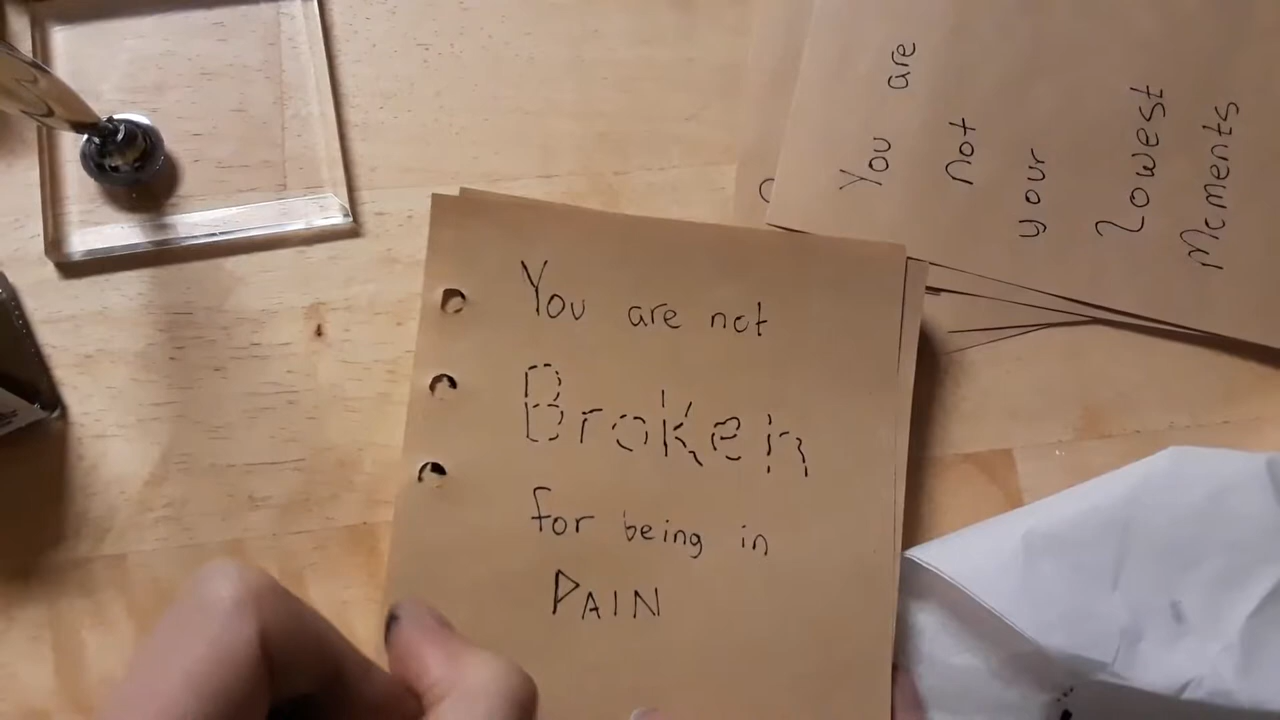 You are not
Broken
for being in
PAIN
You are
not
your
Lowest
Moments